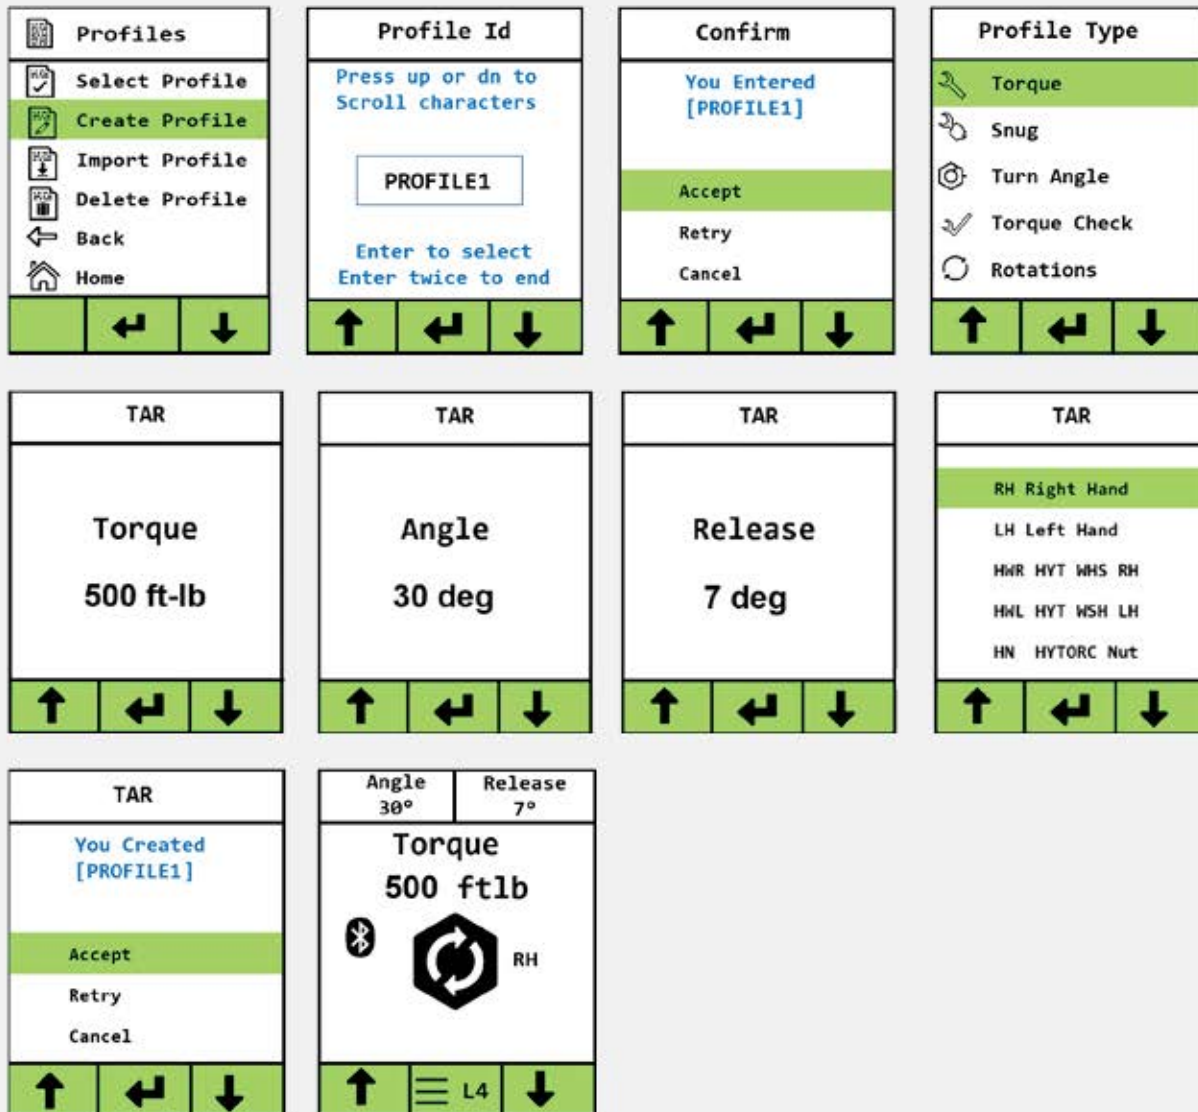 Profiles
Select Profile
Create Profile
Import Profile
Delete Profile
Back
Home
Profile Id
Press up or dn to
Scroll characters
PROFILE1
Enter to select
Enter twice to end
Confirm
You Entered
[PROFILE1]
Accept
Retry
Cancel
Profile Type
Torque
Snug
Turn Angle
Torque Check
Rotations
TAR
Torque
500 ft-lb
TAR
Angle
30 deg
TAR
Release
7 deg
TAR
RH Right Hand
LH Left Hand
HWR HYT WHS RH
HWL HYT WSH LH
HN HYTORC Nut
TAR
You Created
[PROFILE1]
Accept
Retry
Cancel
Angle
30°
Release
7°
Torque
500 ftlb
RH
L4